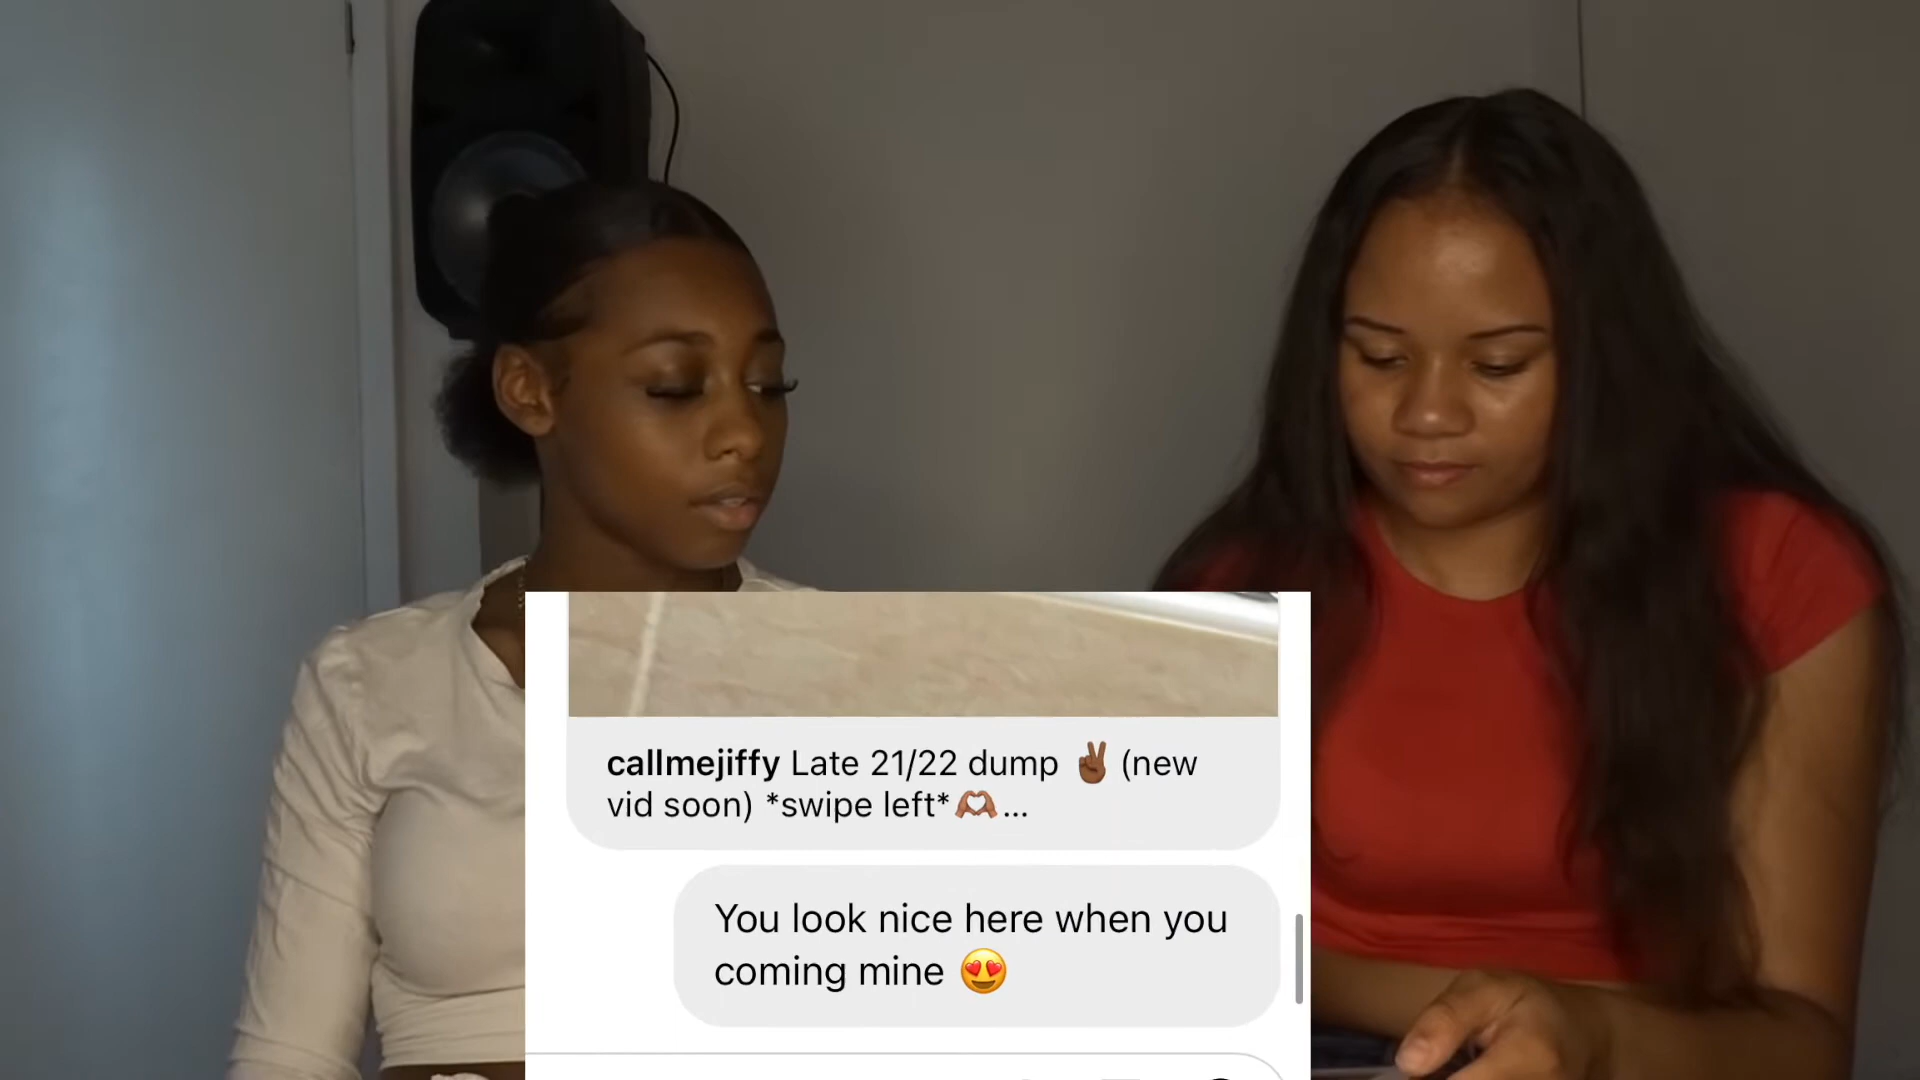 callmejiffy Late 21/22 dump ✌🏾 (new
vid soon) *swipe left*🫶🏽...
You look nice here when you
coming mine 😍